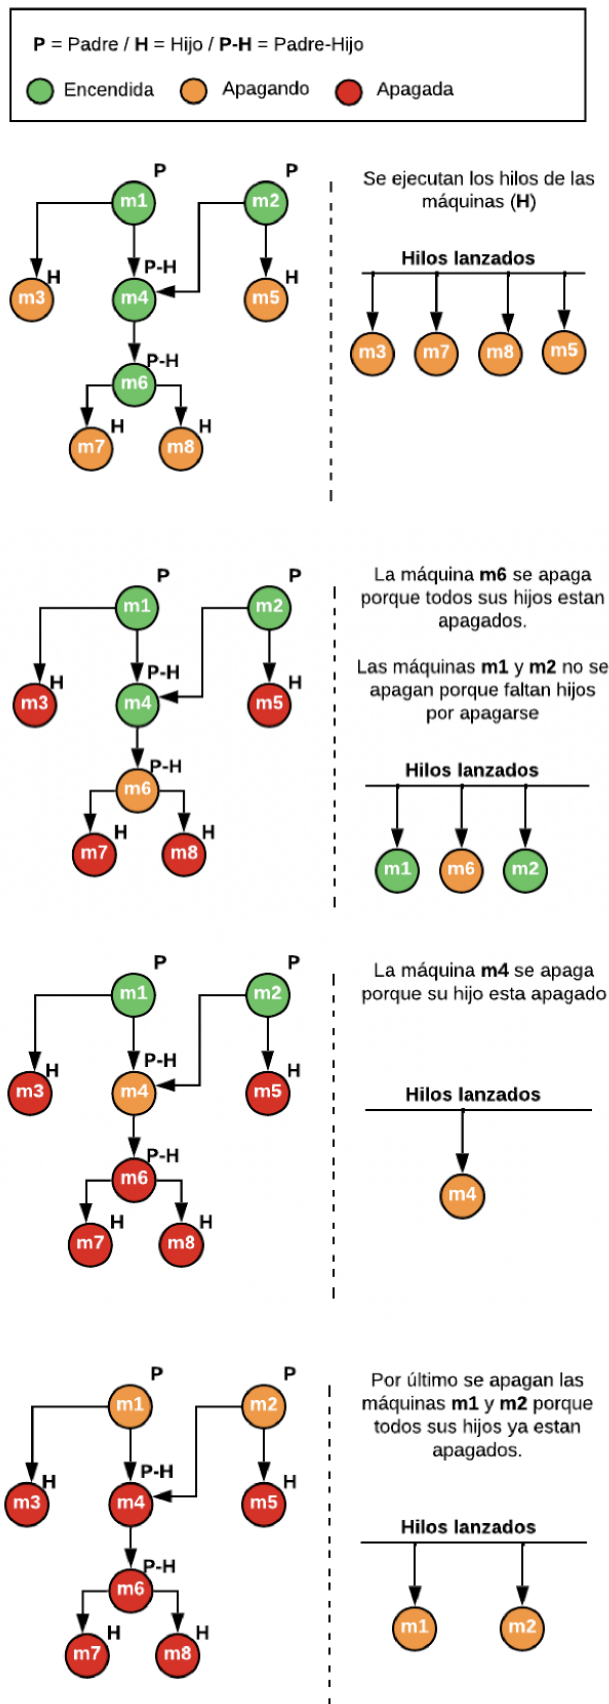 P = Padre / H = Hijo / P-H = Padre-Hijo
Encendida Apagando Apagada
P P
m1 m2
H P-H H
m3 m4 m5
P-H
m6
H H
m7 m8
Se ejecutan los hilos de las
máquinas (H)
Hilos lanzados
m3 m7 m8 m5
P P
m1 m2
H P-H H
m3 m4 m5
P-H
m6
H H
m7 m8
La máquina m6 se apaga
porque todos sus hijos estan
apagados.
Las máquinas m1 y m2 no se
apagan porque faltan hijos
por apagarse
Hilos lanzados
m1 m6 m2
P P
m1 m2
H P-H H
m3 m4 m5
P-H
m6
H H
m7 m8
La máquina m4 se apaga
porque su hijo esta apagado
Hilos lanzados
m4
P P
m1 m2
H P-H H
m3 m4 m5
P-H
m6
H H
m7 m8
Por último se apagan las
máquinas m1 y m2 porque
todos sus hijos ya estan
apagados.
Hilos lanzados
m1 m2